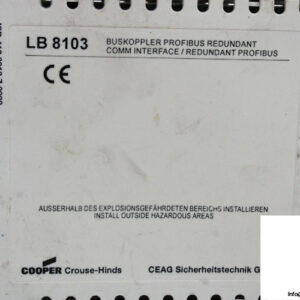 LB 8103
BUSKOPPLER PROFIBUS REDUNDANT
COMM INTERFACE / REDUNDANT PROFIBUS
CE
AUSSERHALB DES EXPLOSIONSGEFÄHRDETEN BEREICHS INSTALLIEREN
INSTALL OUTSIDE HAZARDOUS AREAS
COOPER Crouse-Hinds
CEAG Sicherheitstechnik G